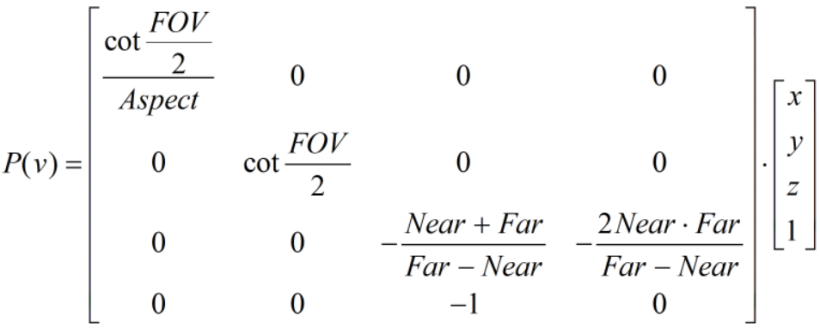 P(v) = [ cot FOV/2 / Aspect 0 0 0 ] · [ x ]
[ 0 cot FOV/2 0 0 ] [ y ]
[ 0 0 −(Near + Far)/(Far − Near) −(2Near · Far)/(Far − Near) ] [ z ]
[ 0 0 −1 0 ] [ 1 ]